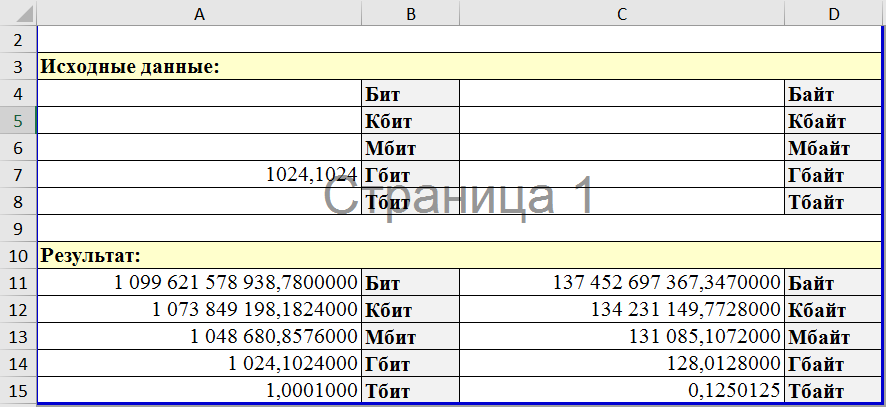 A B C D
2
3 Исходные данные:
4 Бит Байт
5 Кбит Кбайт
6 Мбит Мбайт
7 1024,1024 Гбит Гбайт
Страница 1
8 Тбит Тбайт
9
10 Результат:
11 1 099 621 578 938,7800000 Бит 137 452 697 367,3470000 Байт
12 1 073 849 198,1824000 Кбит 134 231 149,7728000 Кбайт
13 1 048 680,8576000 Мбит 131 085,1072000 Мбайт
14 1 024,1024000 Гбит 128,0128000 Гбайт
15 1,0001000 Тбит 0,1250125 Тбайт